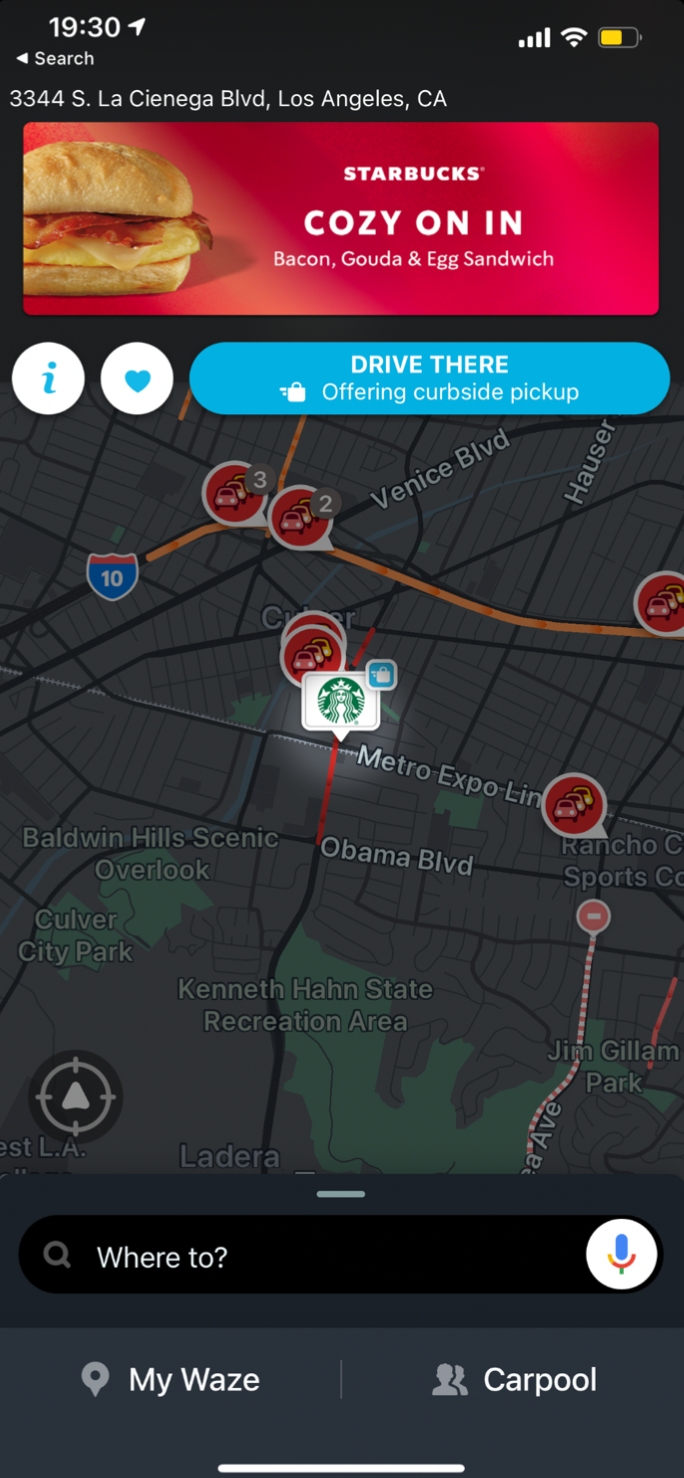 19:30
Search
3344 S. La Cienega Blvd, Los Angeles, CA
STARBUCKS®
COZY ON IN
Bacon, Gouda & Egg Sandwich
i
DRIVE THERE
Offering curbside pickup
Venice Blvd
Hauser
3
2
10
Culver
Metro Expo Lin
Baldwin Hills Scenic
Overlook
Obama Blvd
Rancho C
Sports Co
Culver
City Park
Kenneth Hahn State
Recreation Area
Jim Gillam
Park
ea Ave
est L.A.
Ladera
Where to?
My Waze
Carpool